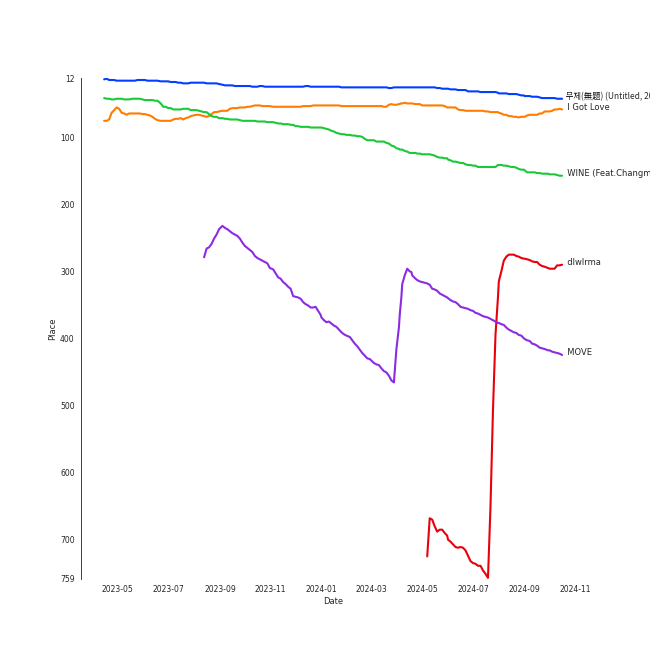 12
100
200
300
400
500
600
700
759
Place
2023-05 2023-07 2023-09 2023-11 2024-01 2024-03 2024-05 2024-07 2024-09 2024-11
Date
무제(無題) (Untitled, 20
I Got Love
WINE (Feat.Changm
dlwlrma
MOVE